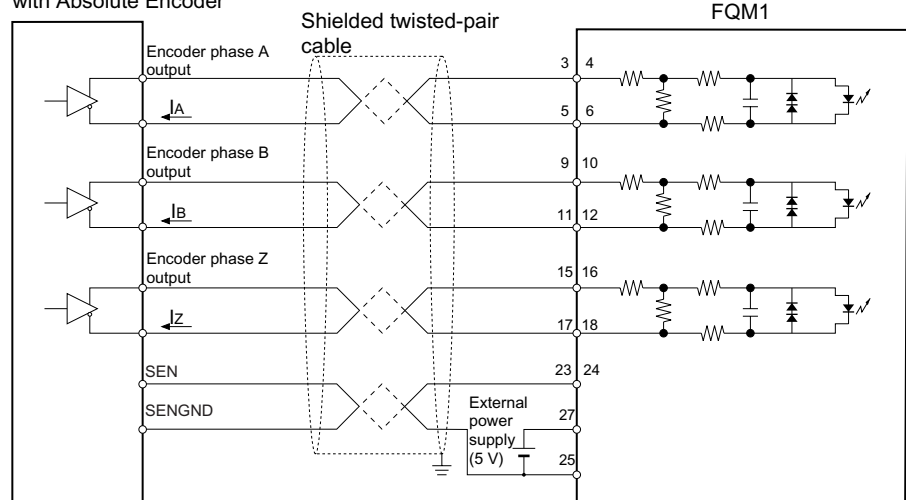 with Absolute Encoder
Shielded twisted-pair
cable
FQM1
Encoder phase A
output
3 4
IA
5 6
Encoder phase B
output
9 10
IB
11 12
Encoder phase Z
output
15 16
IZ
17 18
SEN
23 24
SENGND
External
power
supply
(5 V)
27
25